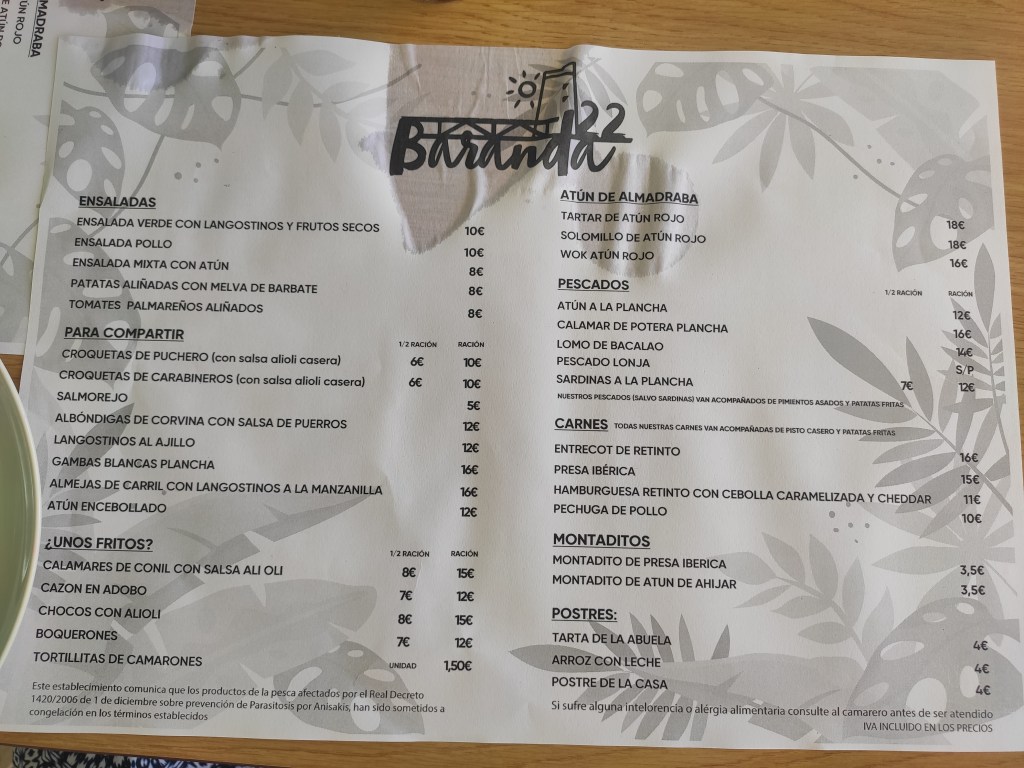 MADRABA
ÚN ROJO
E ATÚN RO
Baranda 22
ENSALADAS
ENSALADA VERDE CON LANGOSTINOS Y FRUTOS SECOS 10€
ENSALADA POLLO 10€
ENSALADA MIXTA CON ATÚN 8€
PATATAS ALIÑADAS CON MELVA DE BARBATE 8€
TOMATES PALMAREÑOS ALIÑADOS 8€
PARA COMPARTIR 1/2 RACIÓN RACIÓN
CROQUETAS DE PUCHERO (con salsa alioli casera) 6€ 10€
CROQUETAS DE CARABINEROS (con salsa alioli casera) 6€ 10€
SALMOREJO 5€
ALBÓNDIGAS DE CORVINA CON SALSA DE PUERROS 12€
LANGOSTINOS AL AJILLO 12€
GAMBAS BLANCAS PLANCHA 16€
ALMEJAS DE CARRIL CON LANGOSTINOS A LA MANZANILLA 16€
ATÚN ENCEBOLLADO 12€
¿UNOS FRITOS? 1/2 RACIÓN RACIÓN
CALAMARES DE CONIL CON SALSA ALI OLI 8€ 15€
CAZON EN ADOBO 7€ 12€
CHOCOS CON ALIOLI 8€ 15€
BOQUERONES 7€ 12€
TORTILLITAS DE CAMARONES UNIDAD 1,50€
Este establecimiento comunica que los productos de la pesca afectados por el Real Decreto
1420/2006 de 1 de diciembre sobre prevención de Parasitosis por Anisakis, han sido sometidos a
congelación en los términos establecidos
ATÚN DE ALMADRABA
TARTAR DE ATÚN ROJO 18€
SOLOMILLO DE ATÚN ROJO 18€
WOK ATÚN ROJO 16€
PESCADOS 1/2 RACIÓN RACIÓN
ATÚN A LA PLANCHA 12€
CALAMAR DE POTERA PLANCHA 16€
LOMO DE BACALAO 14€
PESCADO LONJA S/P
SARDINAS A LA PLANCHA 7€ 12€
NUESTROS PESCADOS (SALVO SARDINAS) VAN ACOMPAÑADOS DE PIMIENTOS ASADOS Y PATATAS FRITAS
CARNES TODAS NUESTRAS CARNES VAN ACOMPAÑADAS DE PISTO CASERO Y PATATAS FRITAS
ENTRECOT DE RETINTO 16€
PRESA IBÉRICA 15€
HAMBURGUESA RETINTO CON CEBOLLA CARAMELIZADA Y CHEDDAR 11€
PECHUGA DE POLLO 10€
MONTADITOS
MONTADITO DE PRESA IBERICA 3,5€
MONTADITO DE ATUN DE AHIJAR 3,5€
POSTRES:
TARTA DE LA ABUELA 4€
ARROZ CON LECHE 4€
POSTRE DE LA CASA 4€
Si sufre alguna intelorencia o alérgia alimentaria consulte al camarero antes de ser atendido
IVA INCLUIDO EN LOS PRECIOS